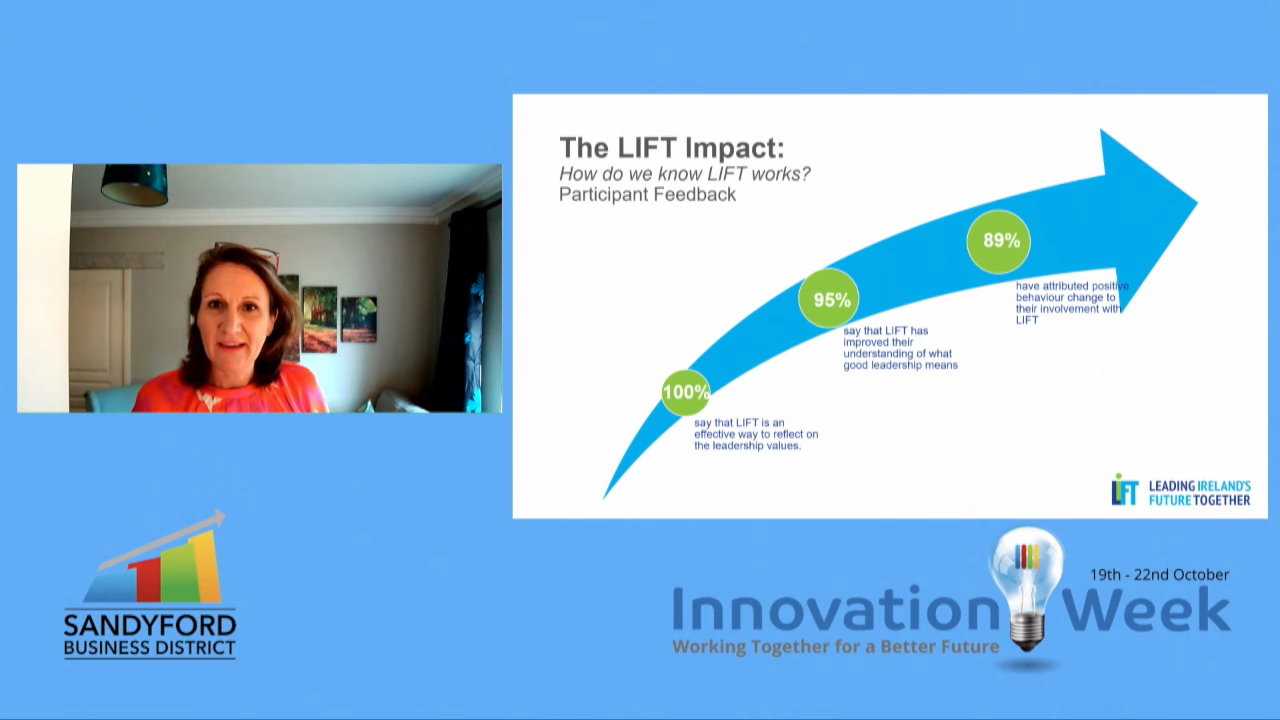 The LIFT Impact:
How do we know LIFT works?
Participant Feedback
89%
have attributed positive
behaviour change to
their involvement with
LIFT
95%
say that LIFT has
improved their
understanding of what
good leadership means
100%
say that LIFT is an
effective way to reflect on
the leadership values.
LiFT LEADING IRELAND'S
FUTURE TOGETHER
SANDYFORD
BUSINESS DISTRICT
19th - 22nd October
Innovation Week
Working Together for a Better Future